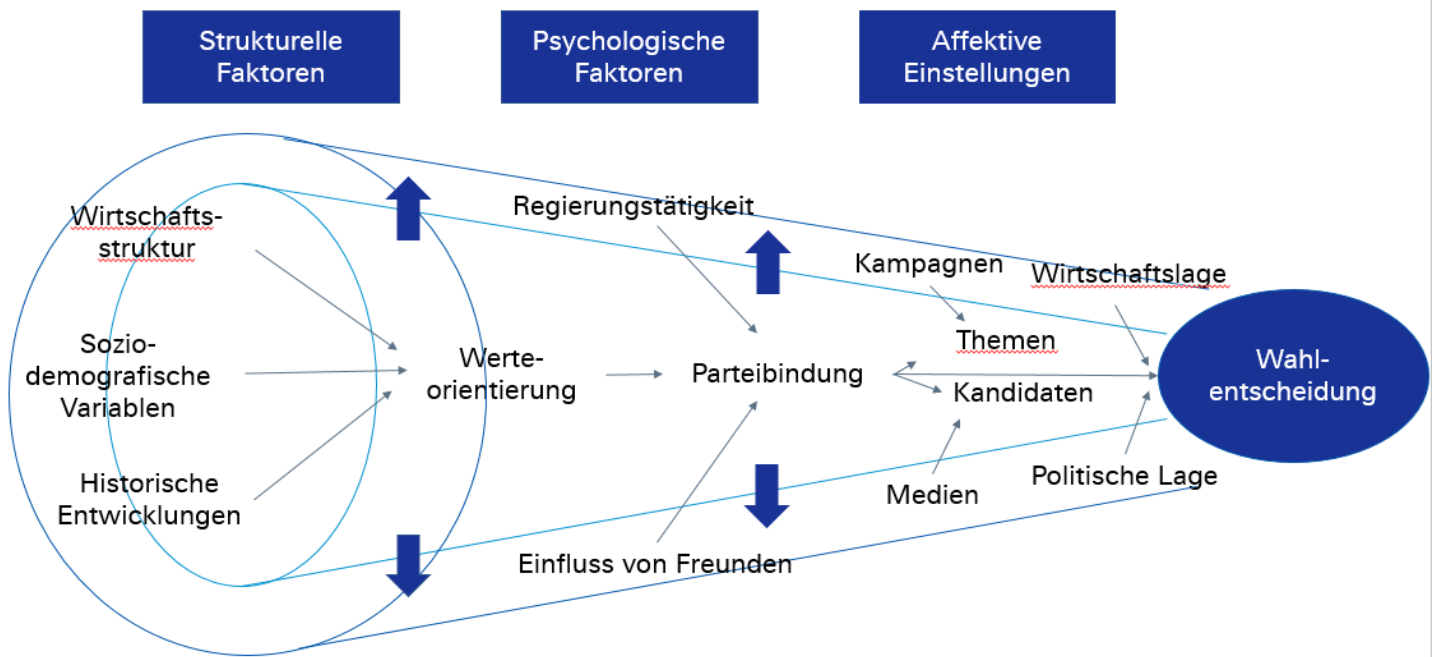 Strukturelle
Faktoren
Psychologische
Faktoren
Affektive
Einstellungen
Wirtschafts-
struktur
Sozio-
demografische
Variablen
Historische
Entwicklungen
Werte-
orientierung
Regierungstätigkeit
Parteibindung
Einfluss von Freunden
Kampagnen
Themen
Kandidaten
Medien
Wirtschaftslage
Politische Lage
Wahl-
entscheidung